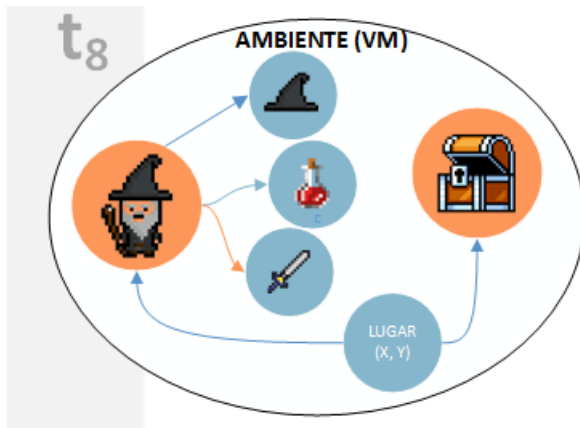 t8
AMBIENTE (VM)
C
LUGAR
(X, Y)